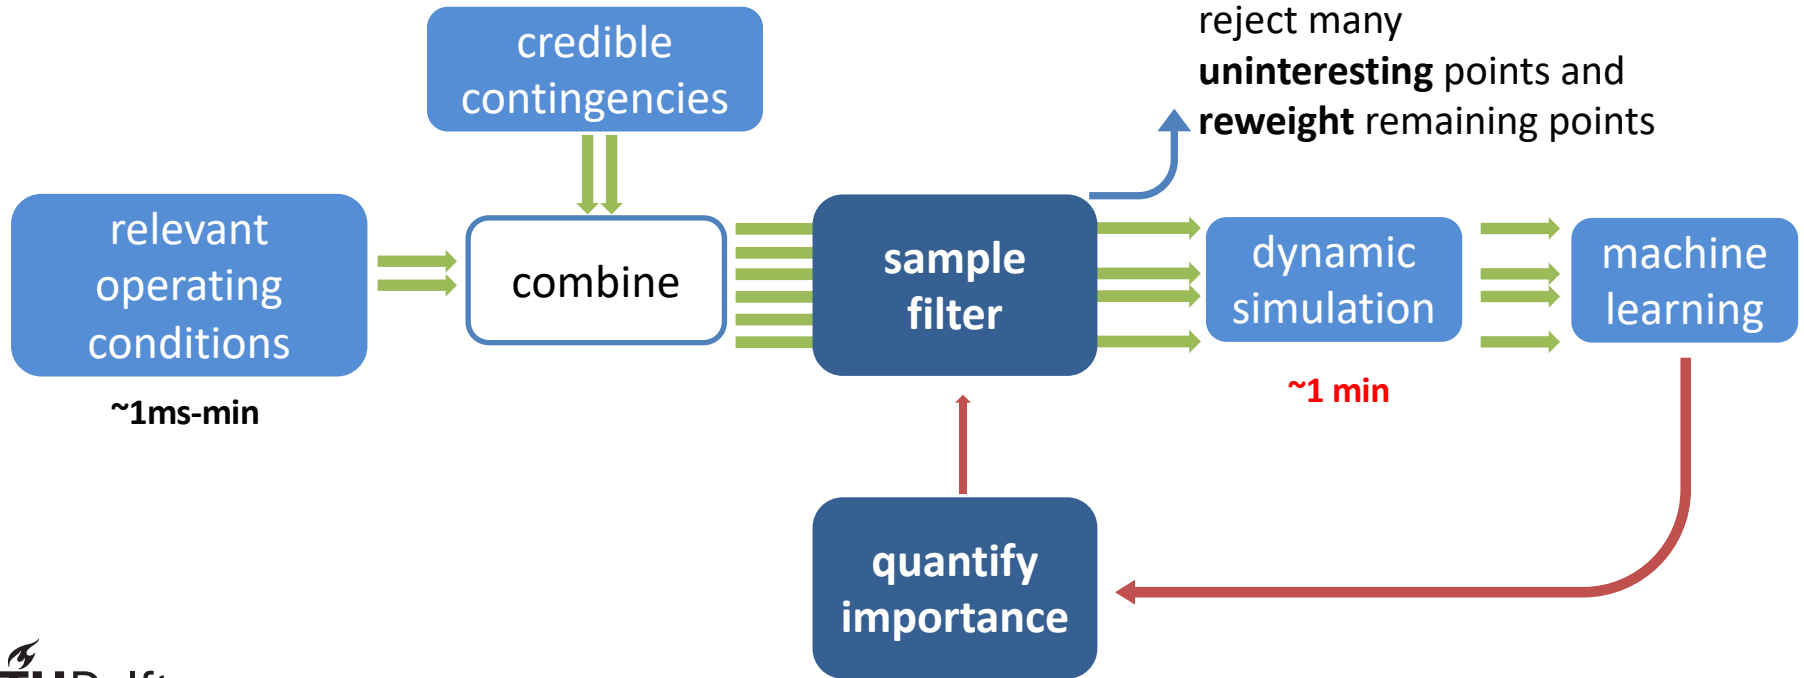 credible
contingencies
reject many
uninteresting points and
reweight remaining points
relevant
operating
conditions
combine
sample
filter
dynamic
simulation
machine
learning
~1ms-min
~1 min
quantify
importance